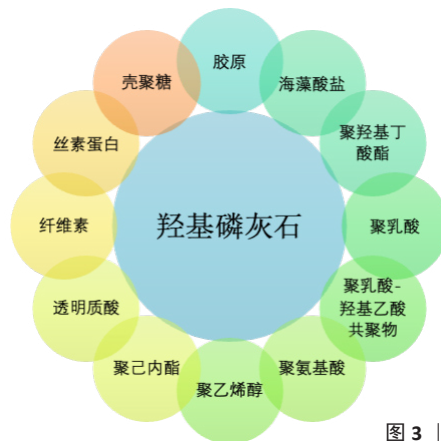 胶原
海藻酸盐
聚羟基丁
酸酯
聚乳酸
聚乳酸-
羟基乙酸
共聚物
聚氨基酸
聚乙烯醇
聚己内酯
透明质酸
纤维素
丝素蛋白
壳聚糖
羟基磷灰石
图 3